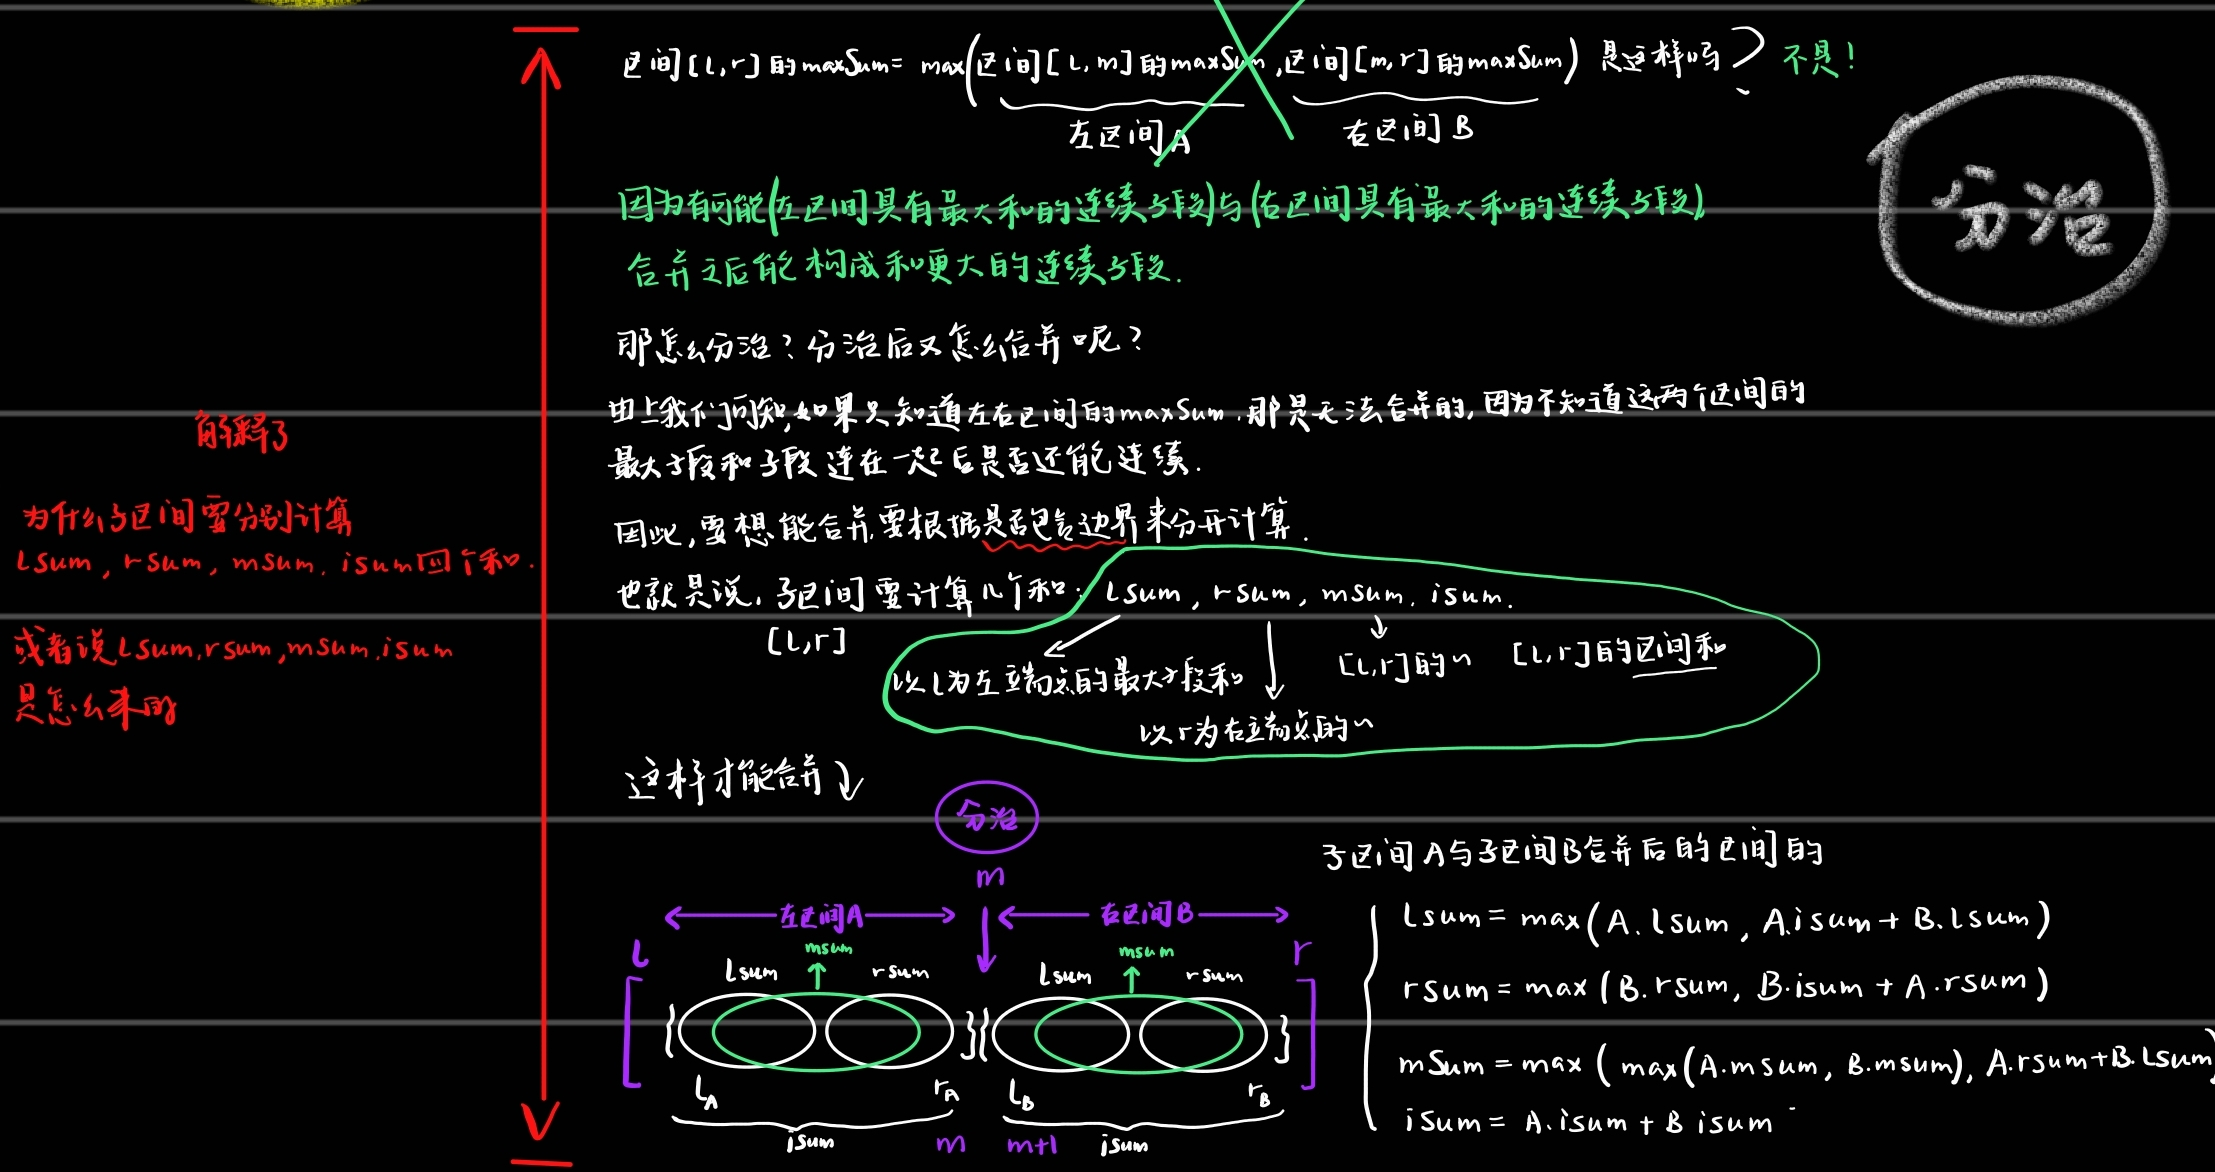 区间[l,r]的maxSum= max(区间[l,m]的maxSum,区间[m,r]的maxSum) 是这样吗? 不是!
左区间A 右区间B
分治
因为有可能(左区间具有最大和的连续子段)与(右区间具有最大和的连续子段)
合并之后能构成和更大的连续子段.
那怎么分治?分治后又怎么合并呢?
由上我们可知,如果只知道左右区间的maxSum,那是无法合并的,因为不知道这两个区间的
最大子段和子段连在一起后是否还能连续.
因此,要想能合并,要根据是否包含边界来分开计算.
也就是说,子区间要计算几个和: lsum, rsum, msum, isum.
[l,r]
以l为左端点的最大子段和
[l,r]的~ [l,r]的区间和
以r为右端点的~
这样才能合并
解释了
为什么子区间要分别计算
lsum, rsum, msum, isum四个和.
或者说lsum,rsum,msum,isum
是怎么来的
分治
m
左区间A 右区间B
l r
msum msum
lsum rsum lsum rsum
{ }{ }
lA rA lB rB
isum m m+1 isum
子区间A与子区间B合并后的区间的
lsum = max(A.lsum, A.isum + B.lsum)
rsum = max(B.rsum, B.isum + A.rsum)
mSum = max(max(A.msum, B.msum), A.rsum+B.lsum)
iSum = A.isum + B isum